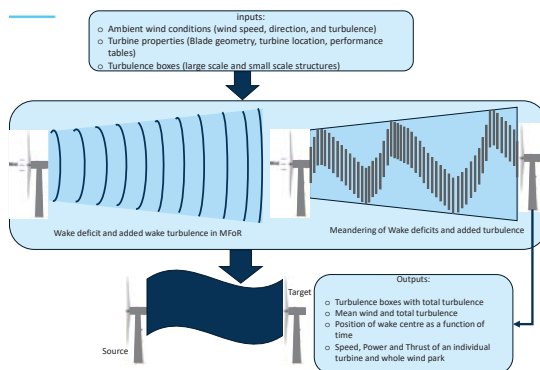 inputs:
o Ambient wind conditions (wind speed, direction, and turbulence)
o Turbine properties (Blade geometry, turbine location, performance
tables)
o Turbulence boxes (large scale and small scale structures)
Wake deficit and added wake turbulence in MFoR
Meandering of Wake deficits and added turbulence
Source
Target
Outputs:
o Turbulence boxes with total turbulence
o Mean wind and total turbulence
o Position of wake centre as a function of
time
o Speed, Power and Thrust of an individual
turbine and whole wind park